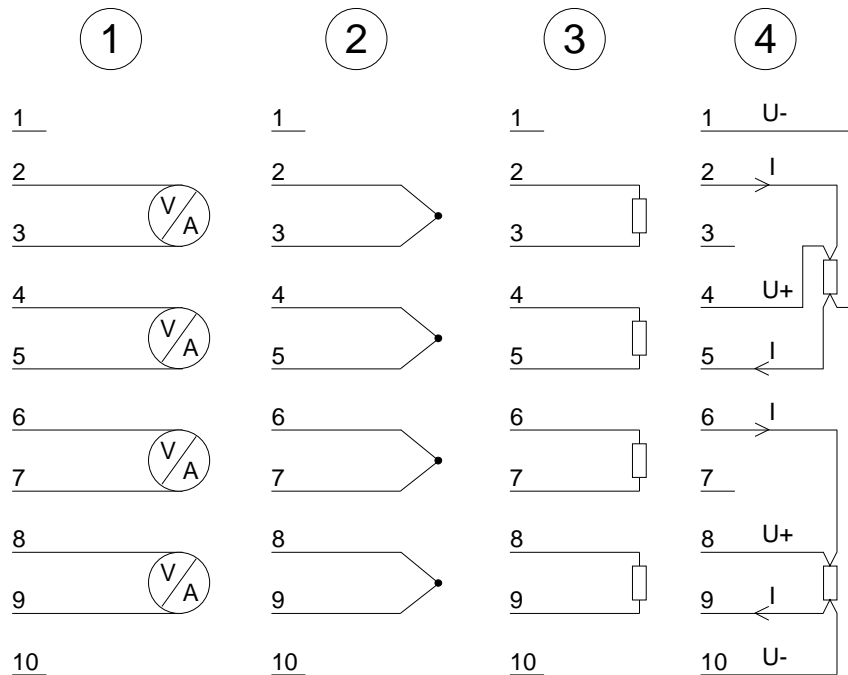 1 2 3 4
1 1 1 1 U-
2 2 2 2 I
V/A
3 3 3 3
4 4 4 4 U+
V/A
5 5 5 5 I
6 6 6 6 I
V/A
7 7 7 7
8 8 8 8 U+
V/A
9 9 9 9 I
10 10 10 10 U-